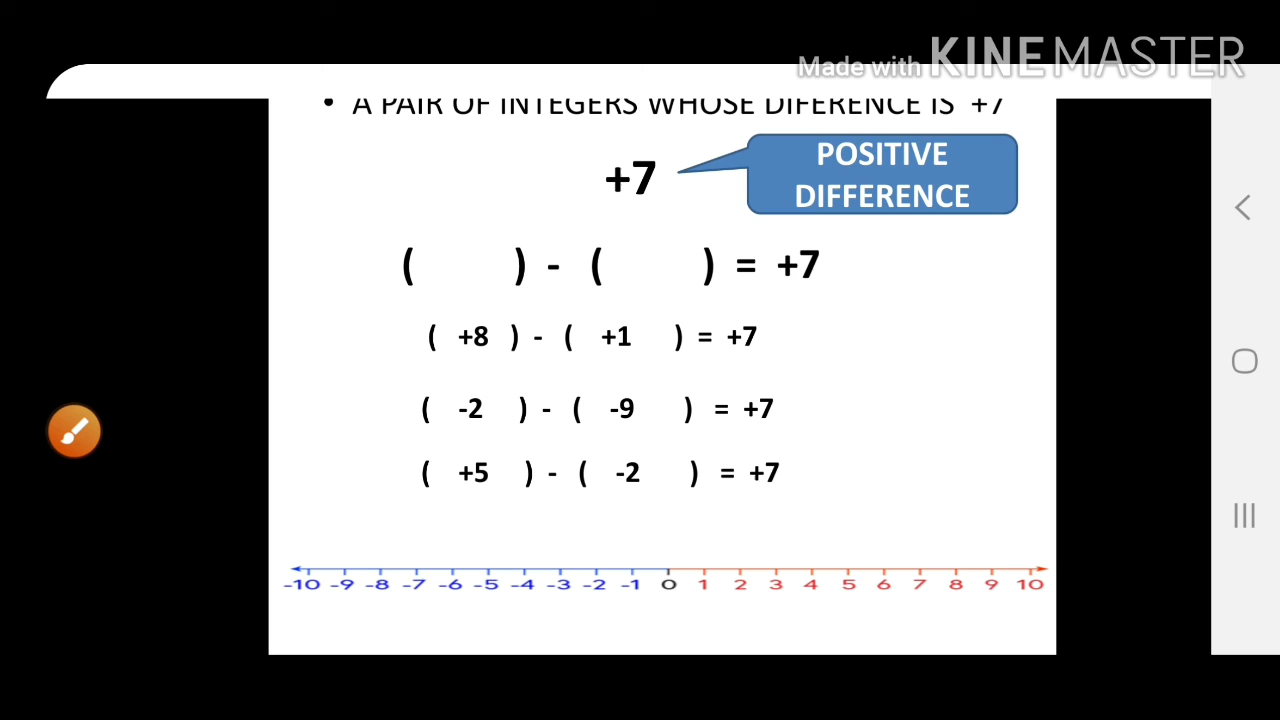 Made with KINEMASTER
• A PAIR OF INTEGERS WHOSE DIFERENCE IS +7
POSITIVE
DIFFERENCE
+7
( ) - ( ) = +7
( +8 ) - ( +1 ) = +7
( -2 ) - ( -9 ) = +7
( +5 ) - ( -2 ) = +7
-10 -9 -8 -7 -6 -5 -4 -3 -2 -1 0 1 2 3 4 5 6 7 8 9 10